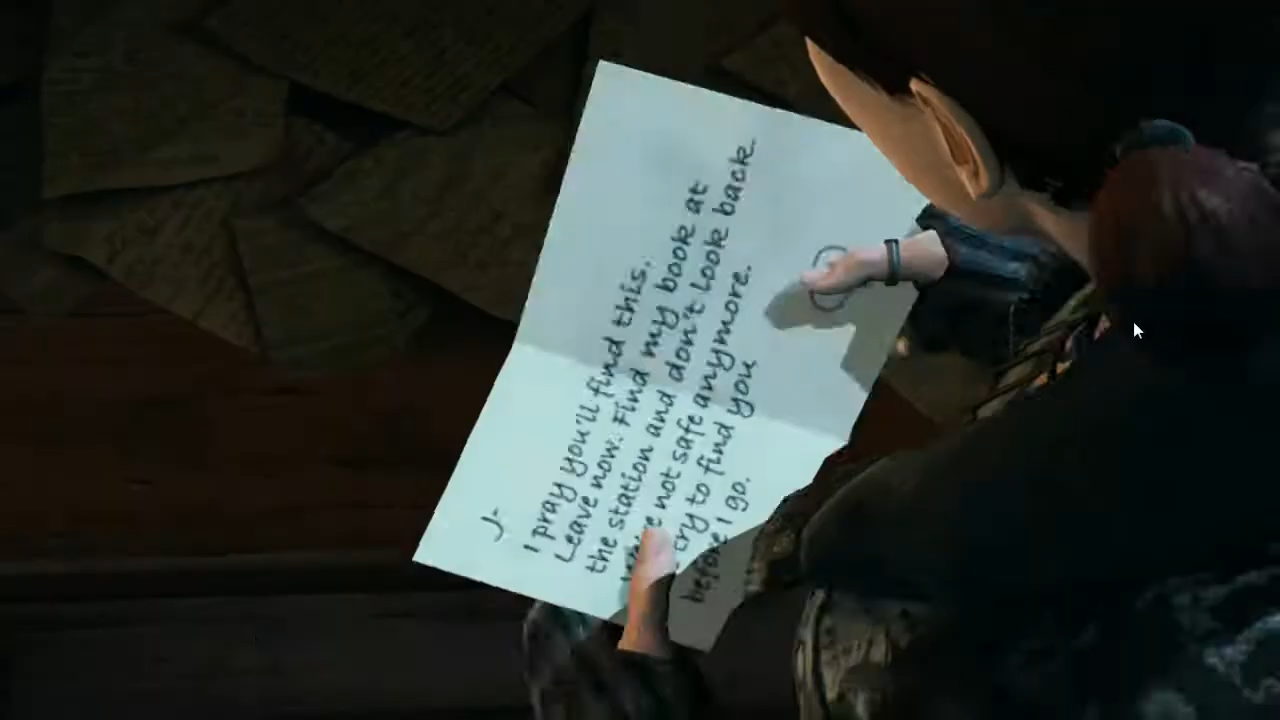 J-
I pray you'll find this.
Leave now. Find my book at
the station and don't look back.
not safe anymore.
try to find you
before I go.